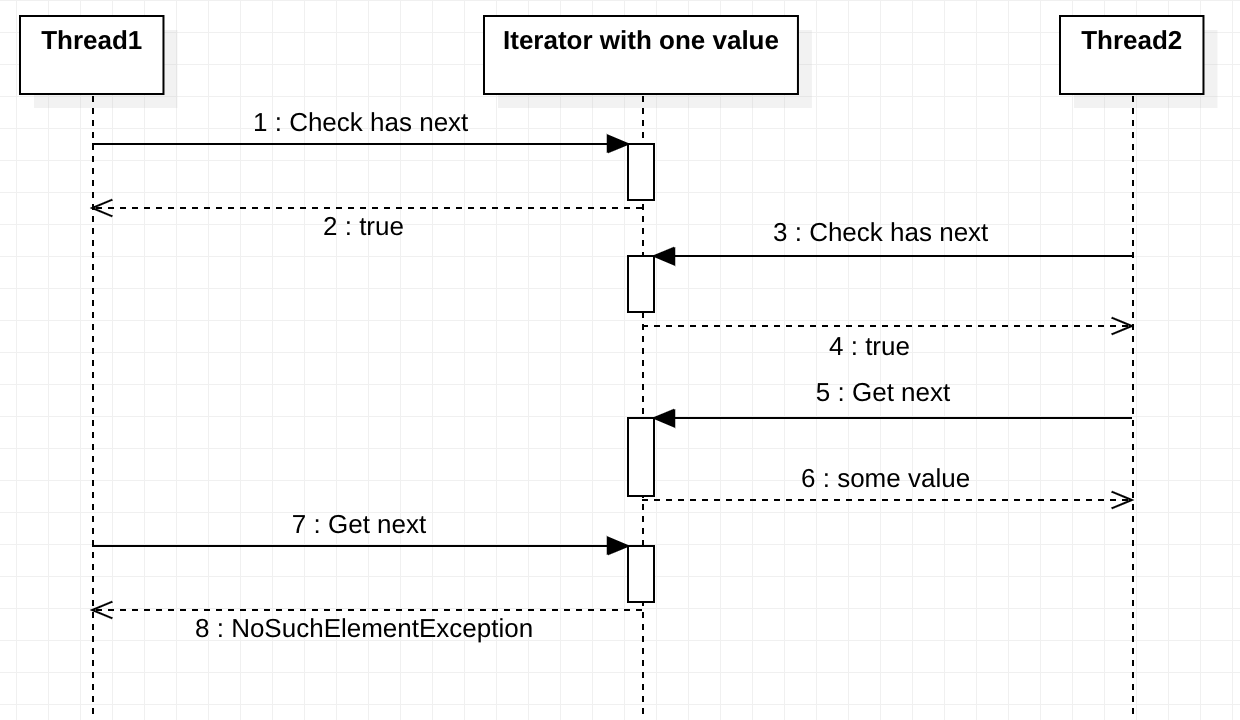 Thread1
Iterator with one value
Thread2
1 : Check has next
2 : true
3 : Check has next
4 : true
5 : Get next
6 : some value
7 : Get next
8 : NoSuchElementException